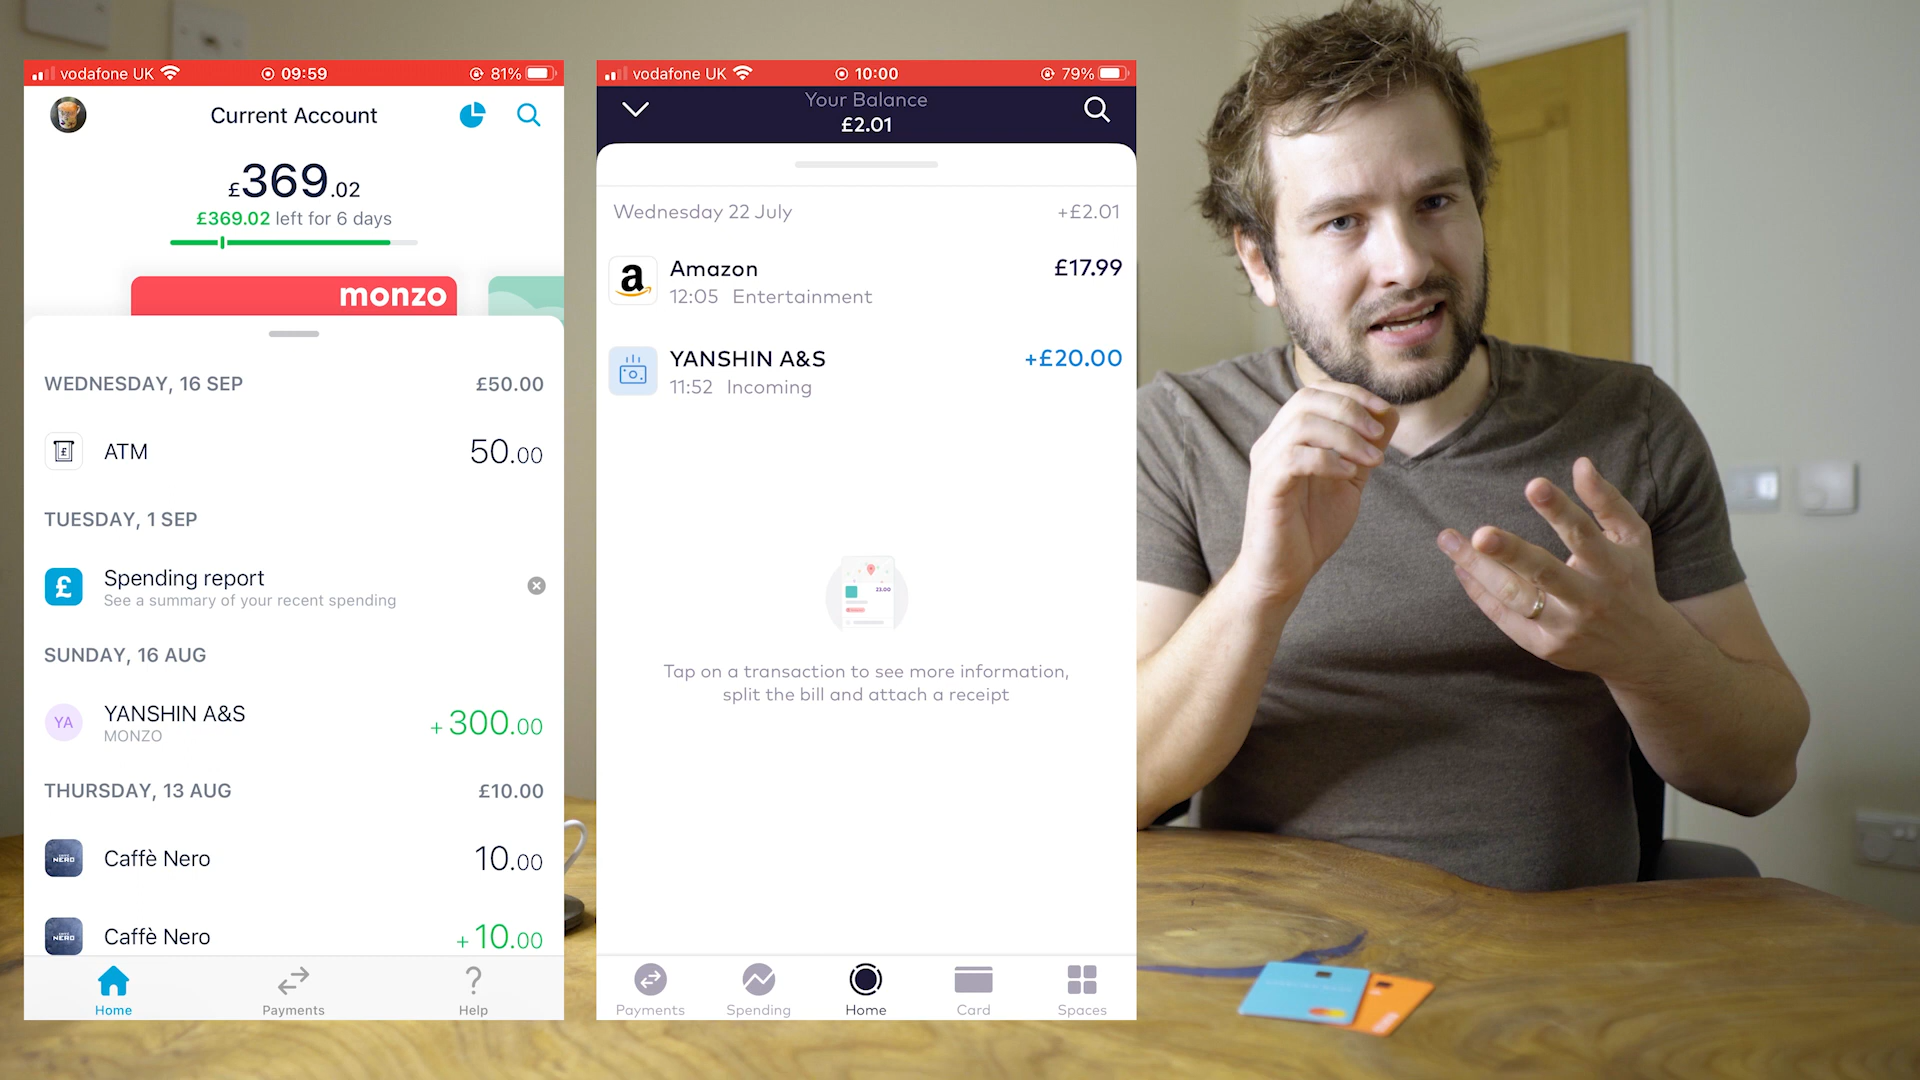 vodafone UK
09:59
81%
Current Account
£369.02
£369.02 left for 6 days
monzo
WEDNESDAY, 16 SEP £50.00
ATM 50.00
TUESDAY, 1 SEP
£ Spending report
See a summary of your recent spending
SUNDAY, 16 AUG
YA YANSHIN A&S +300.00
MONZO
THURSDAY, 13 AUG £10.00
NERO Caffè Nero 10.00
NERO Caffè Nero +10.00
Home Payments ? Help
vodafone UK
10:00
79%
Your Balance
£2.01
Wednesday 22 July +£2.01
a Amazon £17.99
12:05 Entertainment
YANSHIN A&S +£20.00
11:52 Incoming
23.00
Tap on a transaction to see more information,
split the bill and attach a receipt
Payments Spending Home Card Spaces